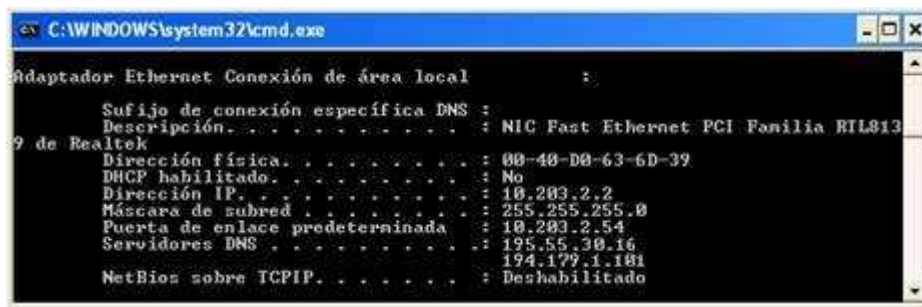 C:\WINDOWS\system32\cmd.exe
Adaptador Ethernet Conexión de área local :
Sufijo de conexión específica DNS :
Descripción. . . . . . . . . . . : NIC Fast Ethernet PCI Familia RTL813
9 de Realtek
Dirección física. . . . . . . . . : 00-40-D0-63-6D-39
DHCP habilitado. . . . . . . . . : No
Dirección IP. . . . . . . . . . . : 10.203.2.2
Máscara de subred . . . . . . . . : 255.255.255.0
Puerta de enlace predeterminada : 10.203.2.54
Servidores DNS . . . . . . . . . . .: 195.55.30.16
194.179.1.101
NetBios sobre TCPIP. . . . . . . : Deshabilitado